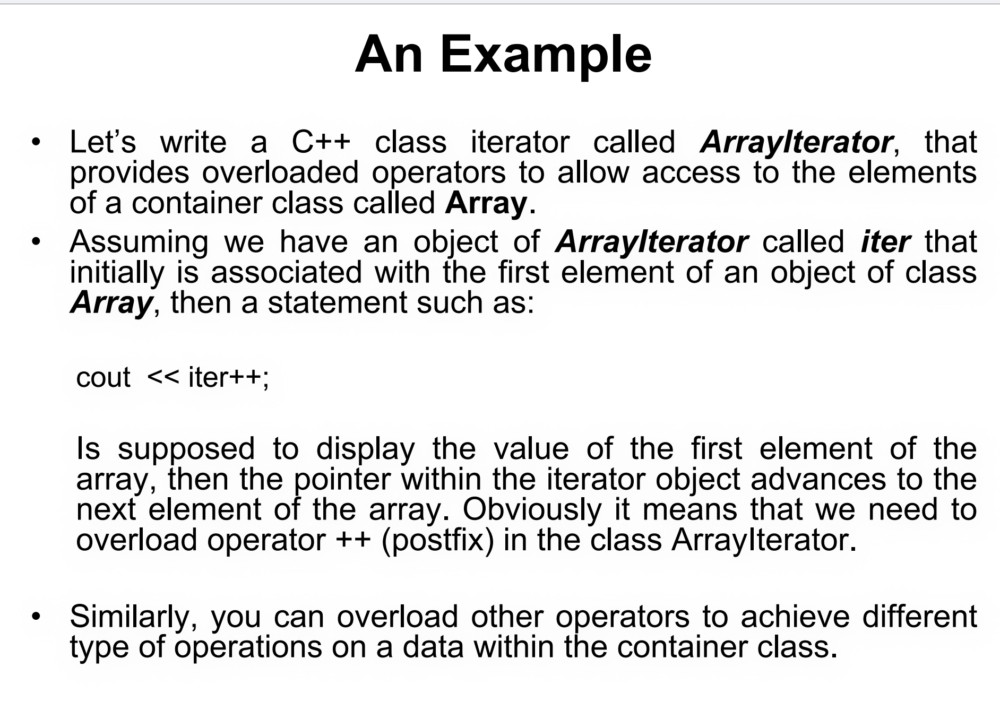 An Example
• Let’s write a C++ class iterator called ArrayIterator, that
provides overloaded operators to allow access to the elements
of a container class called Array.
• Assuming we have an object of ArrayIterator called iter that
initially is associated with the first element of an object of class
Array, then a statement such as:
cout << iter++;
Is supposed to display the value of the first element of the
array, then the pointer within the iterator object advances to the
next element of the array. Obviously it means that we need to
overload operator ++ (postfix) in the class ArrayIterator.
• Similarly, you can overload other operators to achieve different
type of operations on a data within the container class.